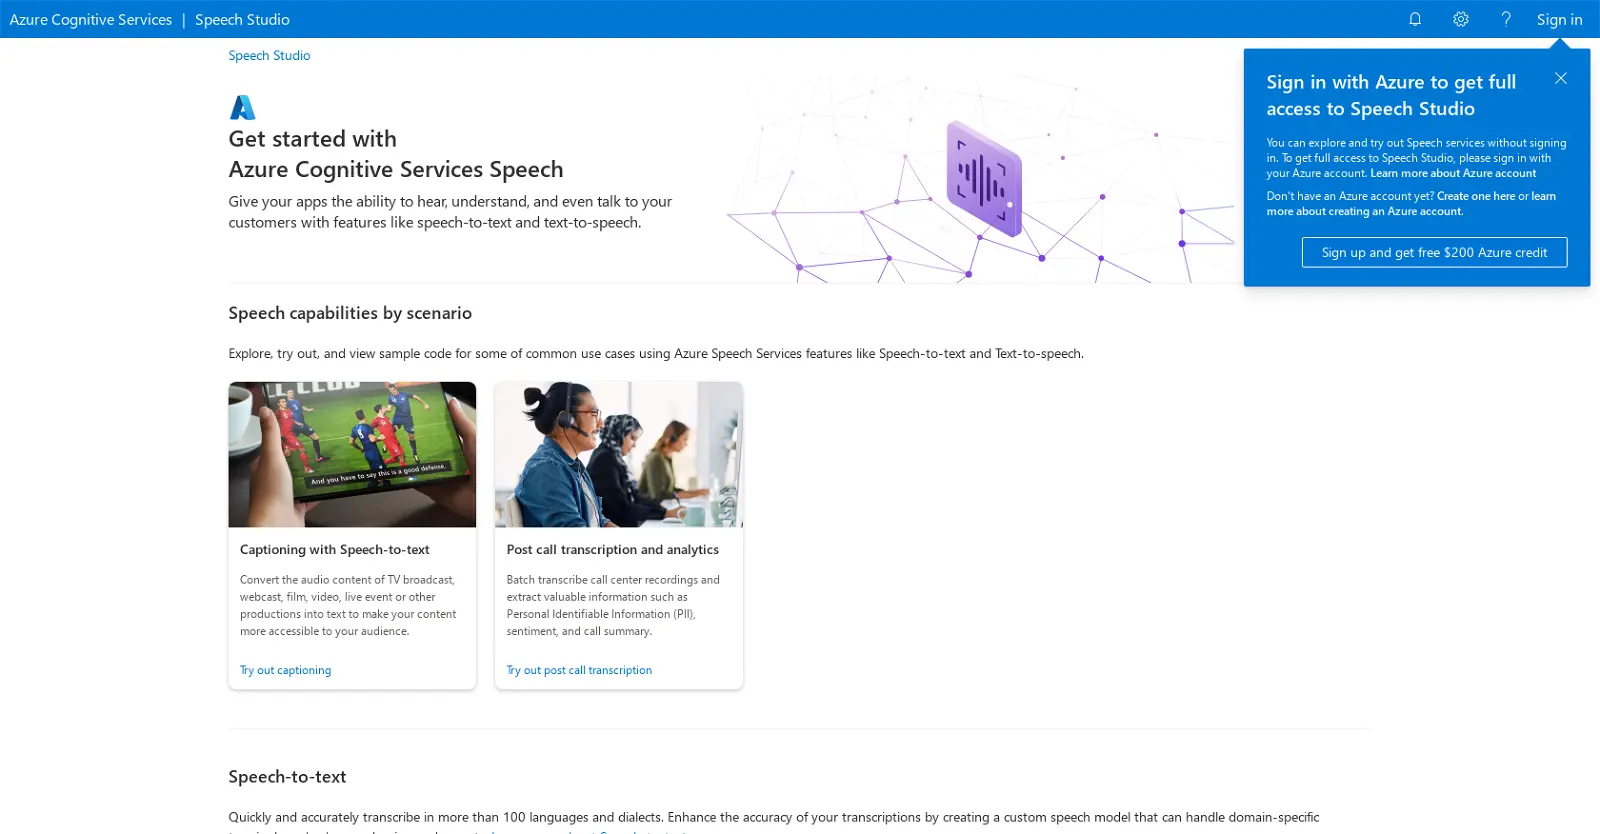 Azure Cognitive Services | Speech Studio
Sign in
Speech Studio
Get started with
Azure Cognitive Services Speech
Give your apps the ability to hear, understand, and even talk to your
customers with features like speech-to-text and text-to-speech.
Sign in with Azure to get full
access to Speech Studio
You can explore and try out Speech services without signing
in. To get full access to Speech Studio, please sign in with
your Azure account. Learn more about Azure account
Don't have an Azure account yet? Create one here or learn
more about creating an Azure account.
Sign up and get free $200 Azure credit
Speech capabilities by scenario
Explore, try out, and view sample code for some of common use cases using Azure Speech Services features like Speech-to-text and Text-to-speech.
And you have to say this is a good defense.
Captioning with Speech-to-text
Convert the audio content of TV broadcast,
webcast, film, video, live event or other
productions into text to make your content
more accessible to your audience.
Try out captioning
Post call transcription and analytics
Batch transcribe call center recordings and
extract valuable information such as
Personal Identifiable Information (PII),
sentiment, and call summary.
Try out post call transcription
Speech-to-text
Quickly and accurately transcribe in more than 100 languages and dialects. Enhance the accuracy of your transcriptions by creating a custom speech model that can handle domain-specific